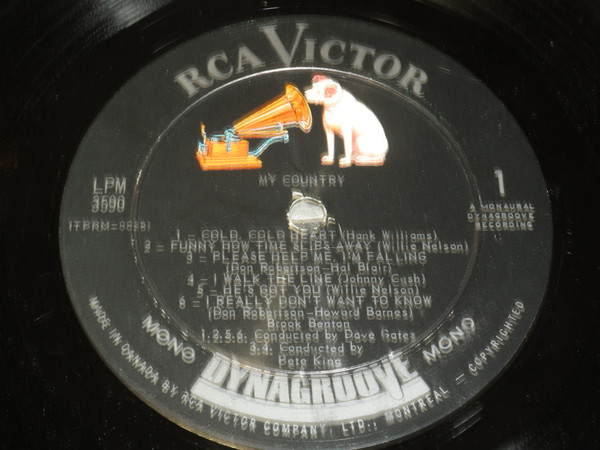 RCA VICTOR
MY COUNTRY
LPM
3590
1
A MONAURAL
DYNAGROOVE
RECORDING
1 - COLD, COLD HEART (Hank Williams)
2 - FUNNY HOW TIME SLIPS AWAY (Willie Nelson)
3 - PLEASE HELP ME, I'M FALLING
(Don Robertson-Hal Blair)
4 - I WALK THE LINE (Johnny Cash)
5 - HE'S GOT YOU (Willie Nelson)
6 - I REALLY DON'T WANT TO KNOW
(Don Robertson-Howard Barnes)
Brook Benton
1,2,5,6, Conducted by Dave Gates
3,4, Conducted by
Pete King
MONO
MONO
DYNAGROOVE
MADE IN CANADA BY RCA VICTOR COMPANY, LTD., MONTREAL - COPYRIGHTED